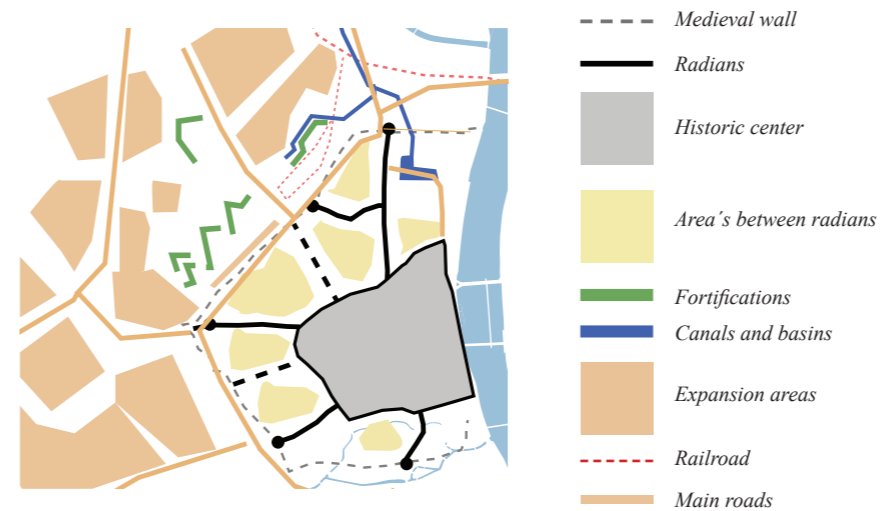 Medieval wall
Radians
Historic center
Area´s between radians
Fortifications
Canals and basins
Expansion areas
Railroad
Main roads